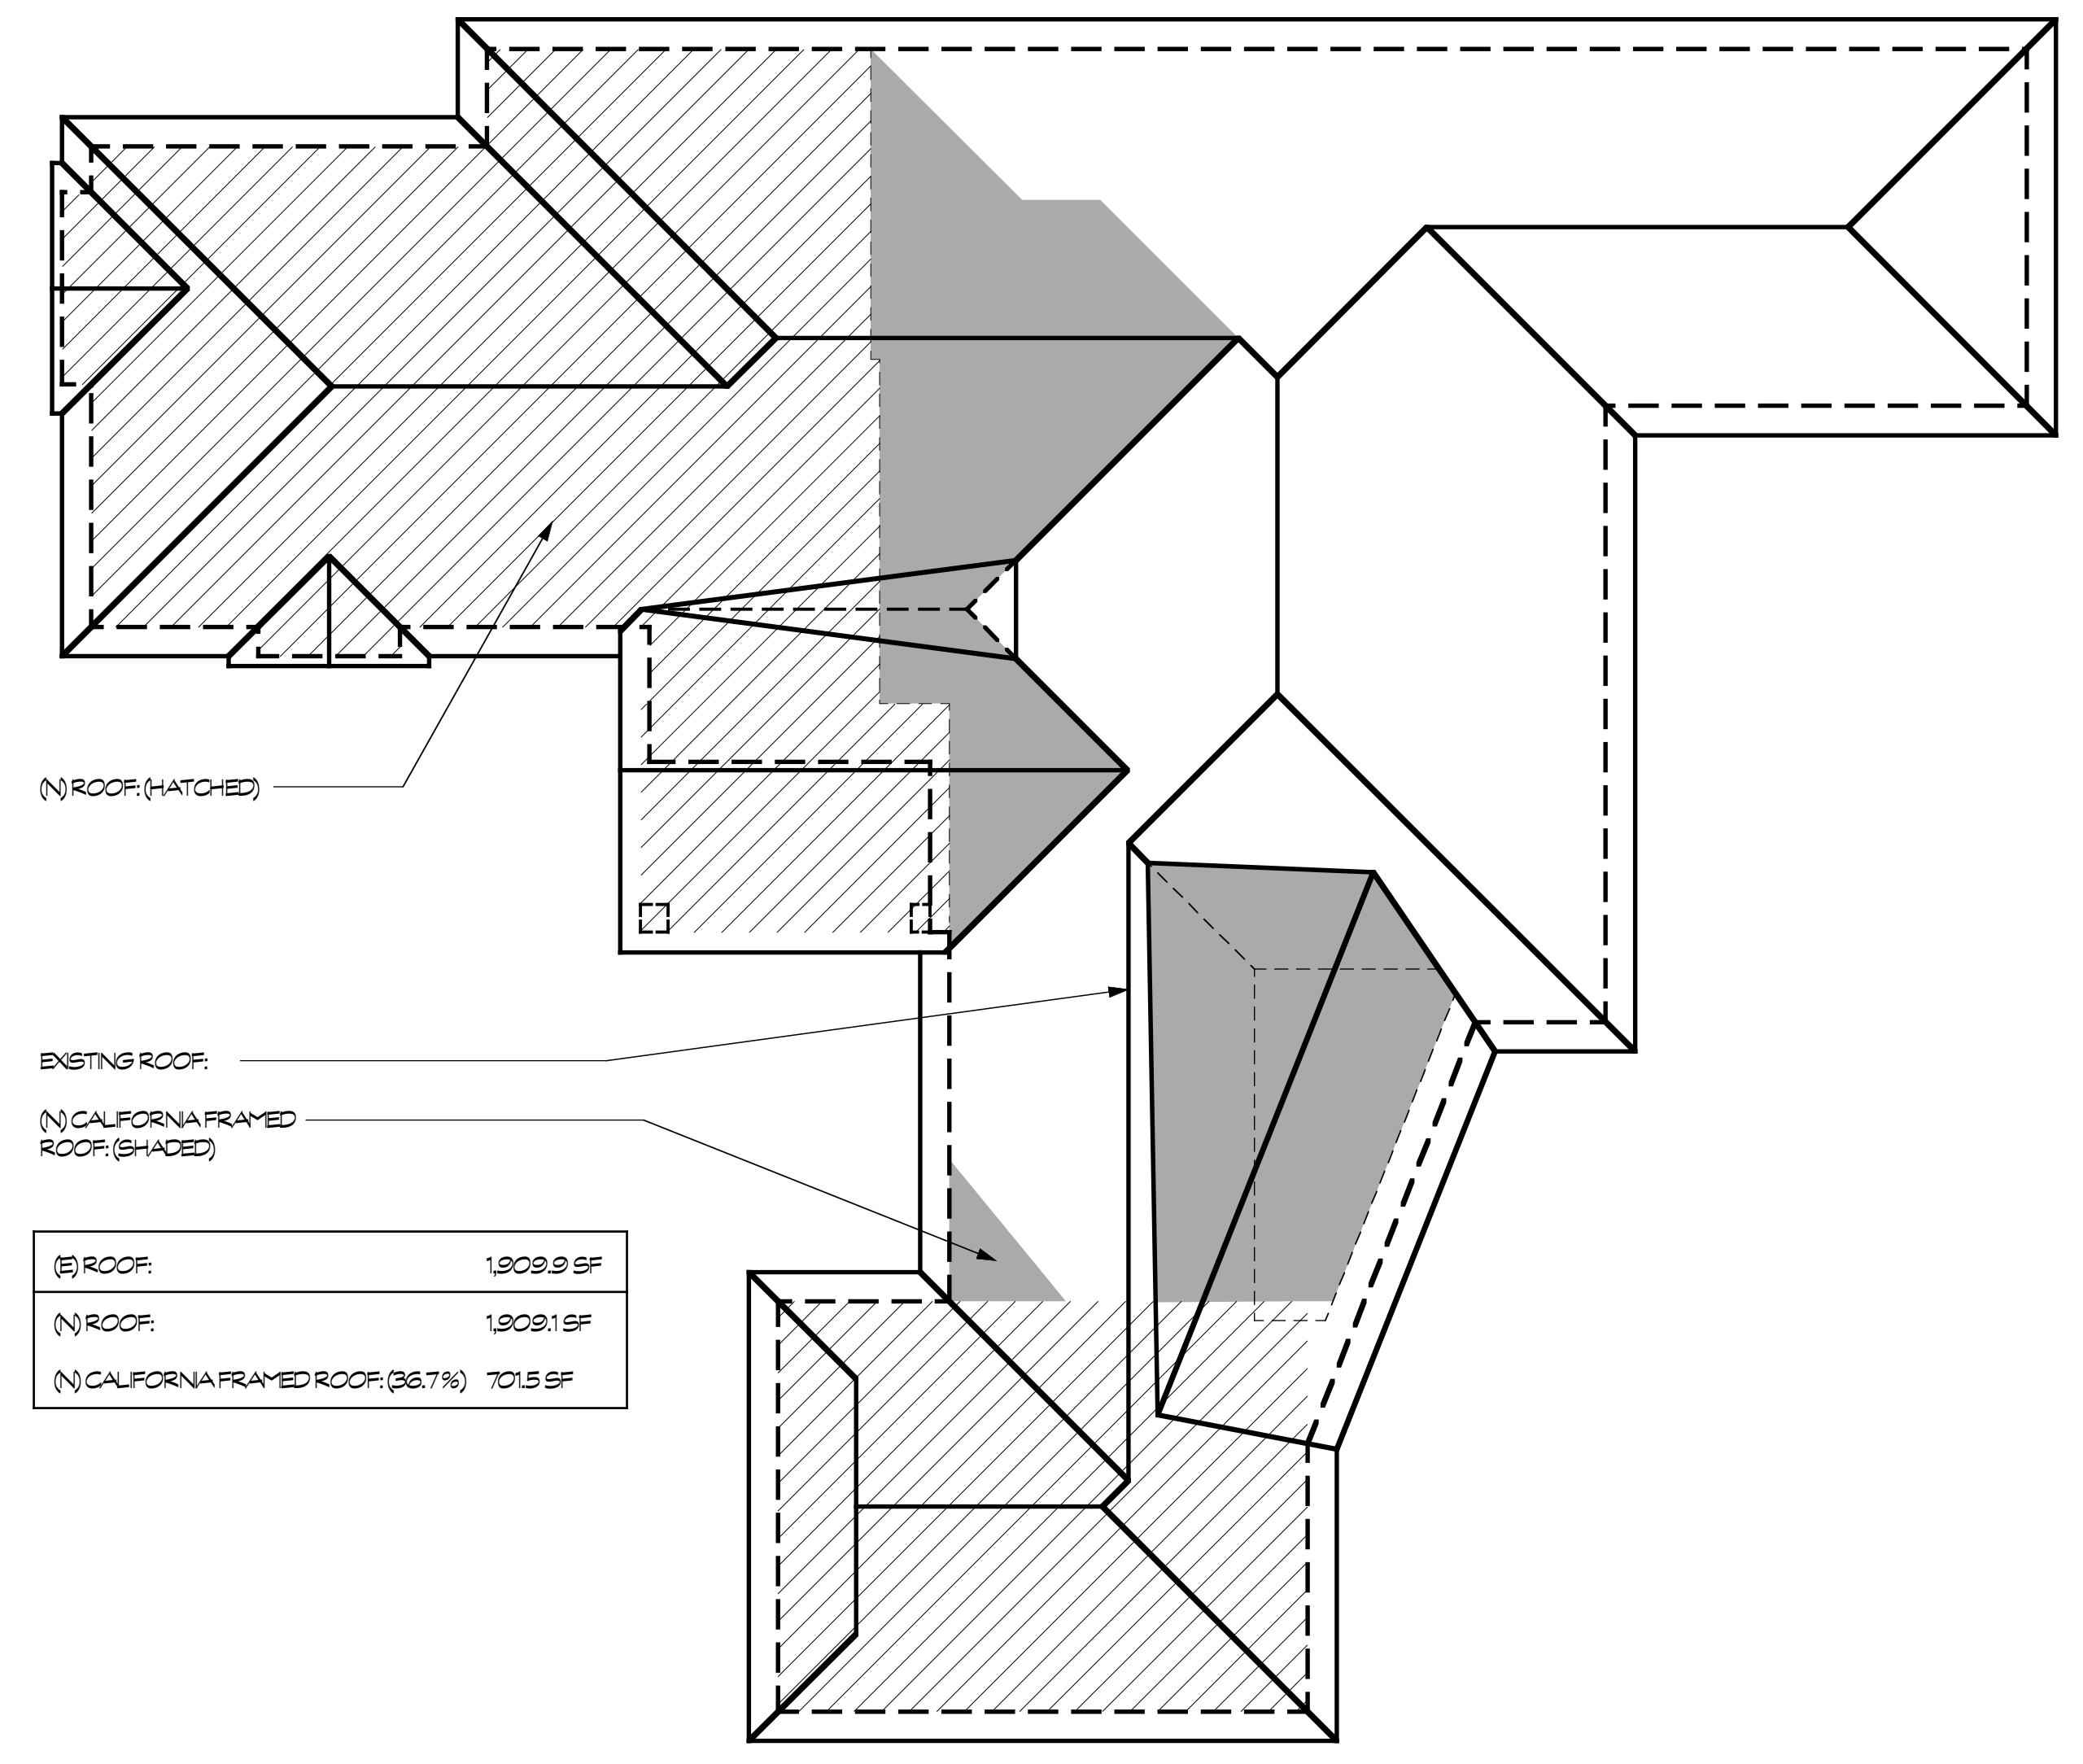 (N) ROOF: (HATCHED)
EXISTING ROOF:
(N) CALIFORNIA FRAMED
ROOF: (SHADED)
(E) ROOF: 1,909.9 SF
(N) ROOF: 1,909.1 SF
(N) CALIFORNIA FRAMED ROOF: (36.7%) 701.5 SF